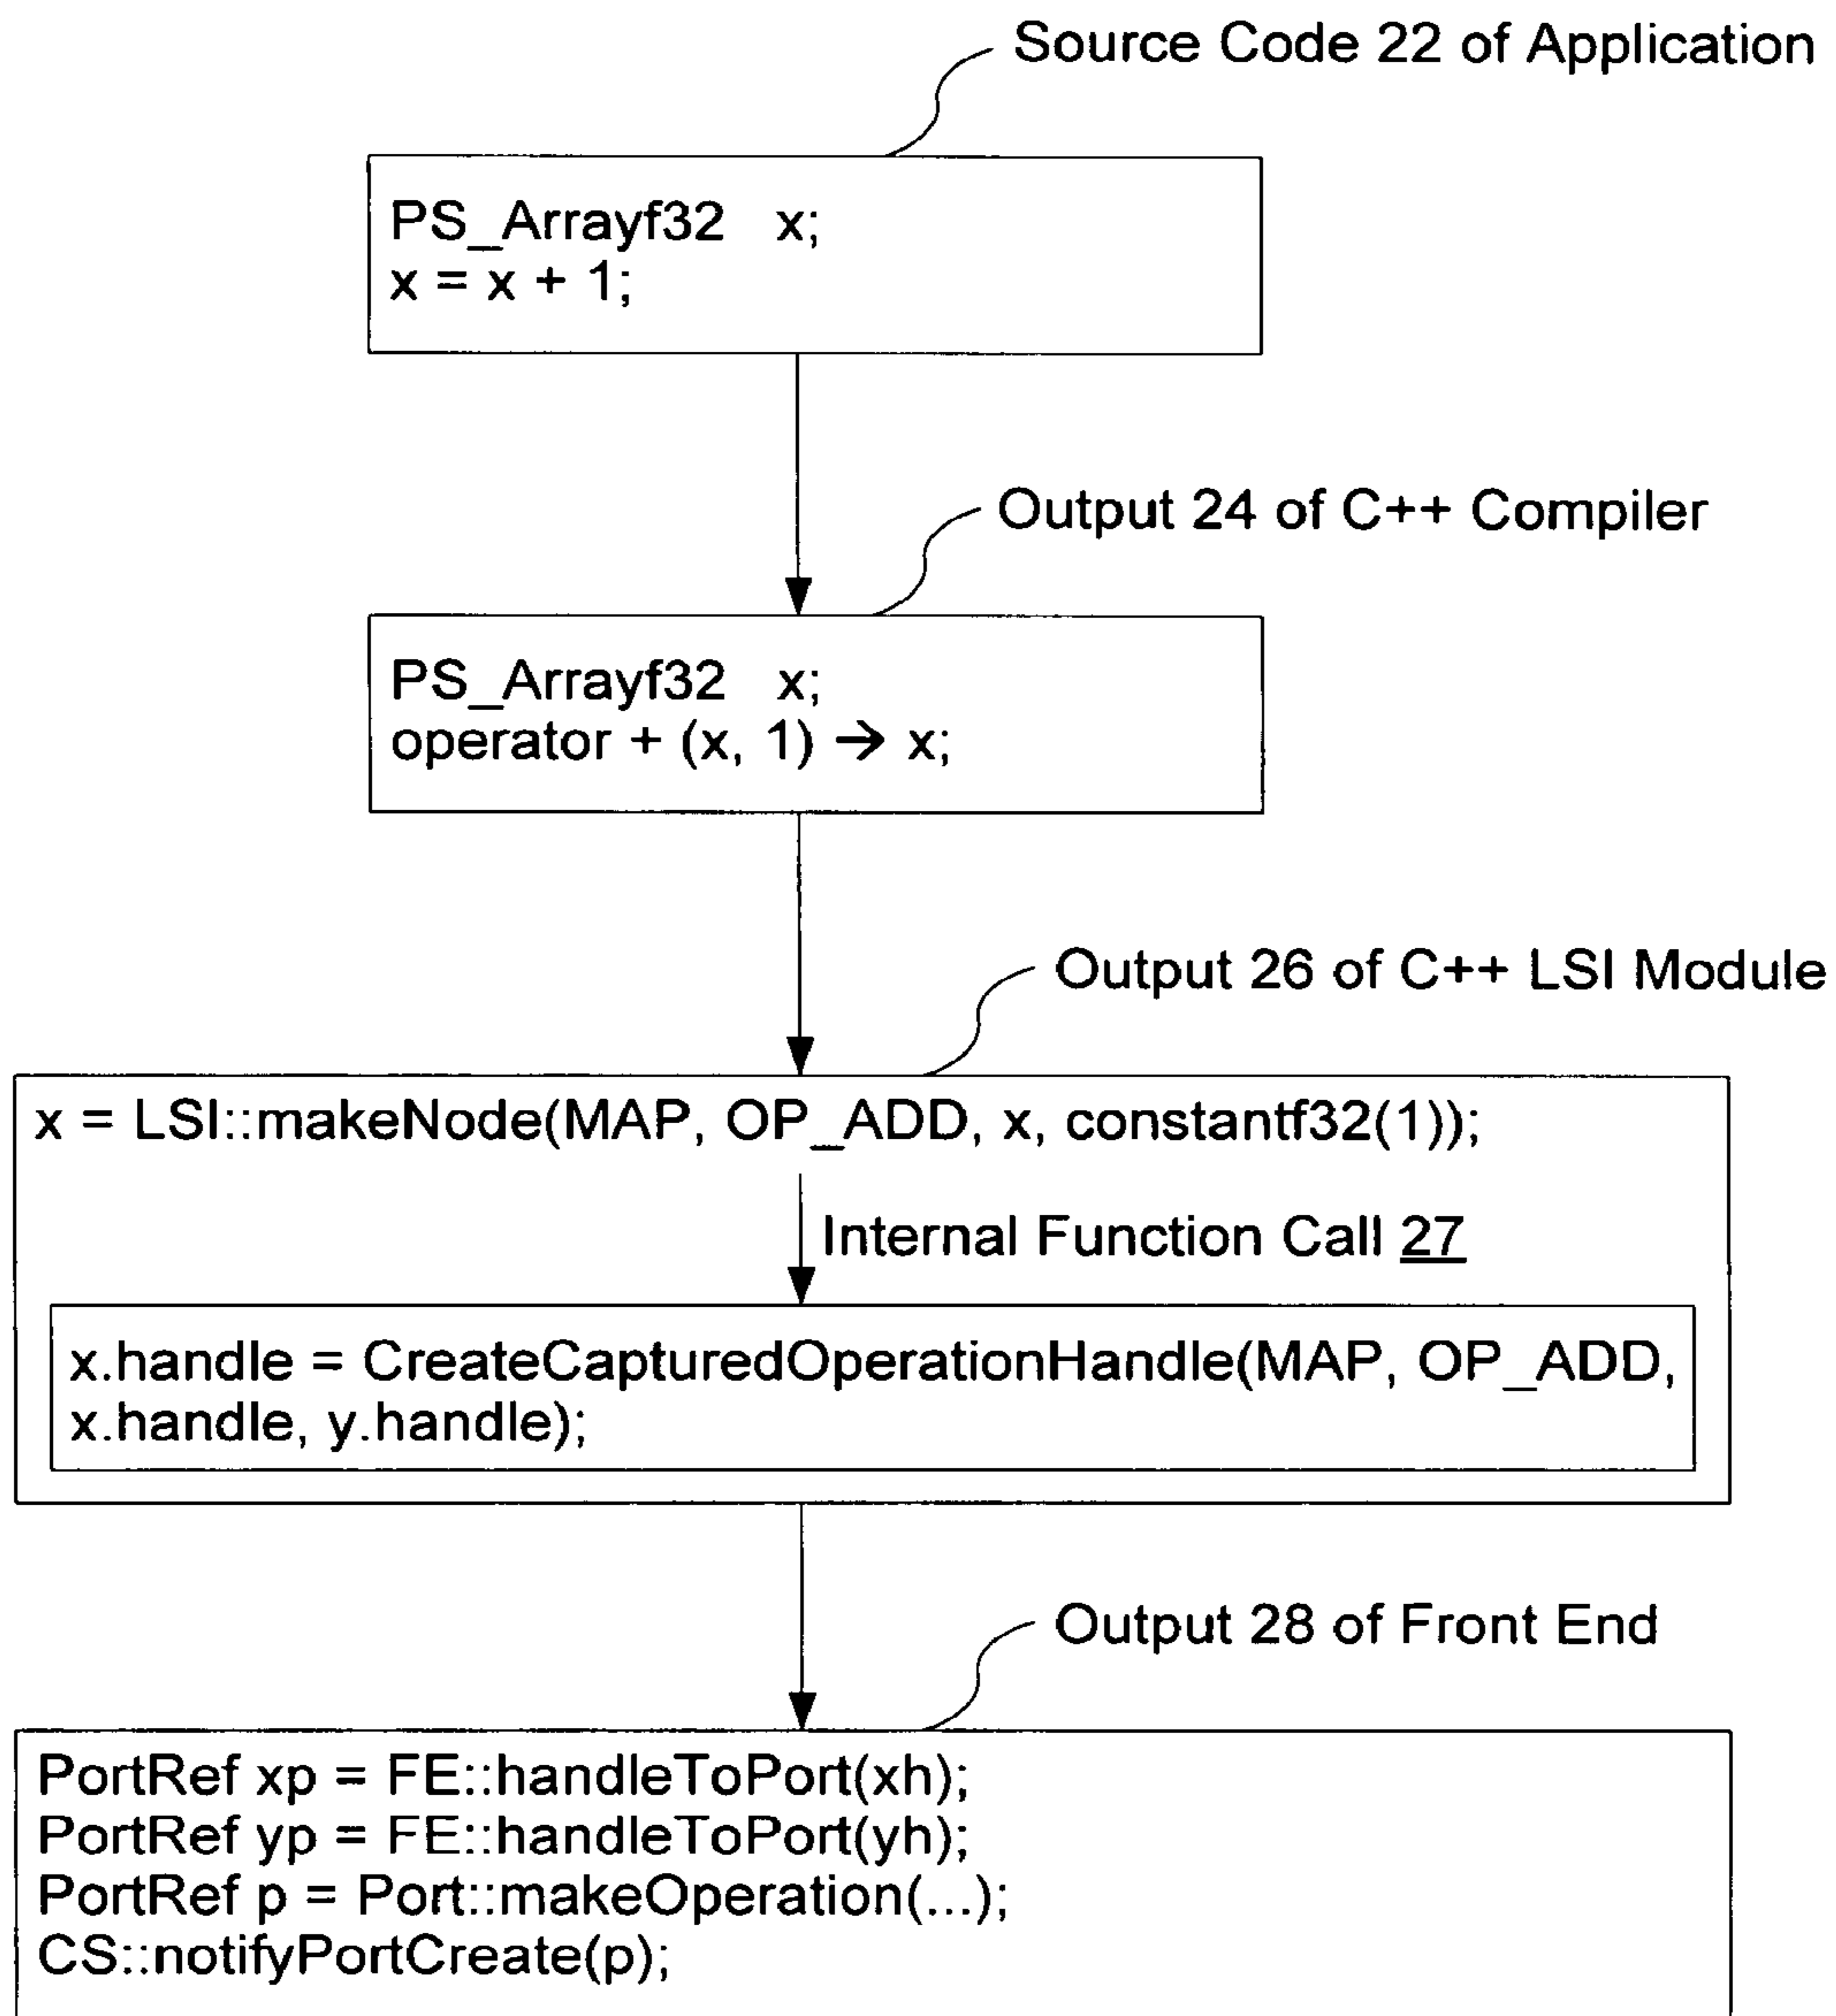 Source Code 22 of Application
PS_Arrayf32 x;
x = x + 1;
Output 24 of C++ Compiler
PS_Arrayf32 x;
operator + (x, 1) → x;
Output 26 of C++ LSI Module
x = LSI::makeNode(MAP, OP_ADD, x, constantf32(1));
Internal Function Call 27
x.handle = CreateCapturedOperationHandle(MAP, OP_ADD,
x.handle, y.handle);
Output 28 of Front End
PortRef xp = FE::handleToPort(xh);
PortRef yp = FE::handleToPort(yh);
PortRef p = Port::makeOperation(...);
CS::notifyPortCreate(p);